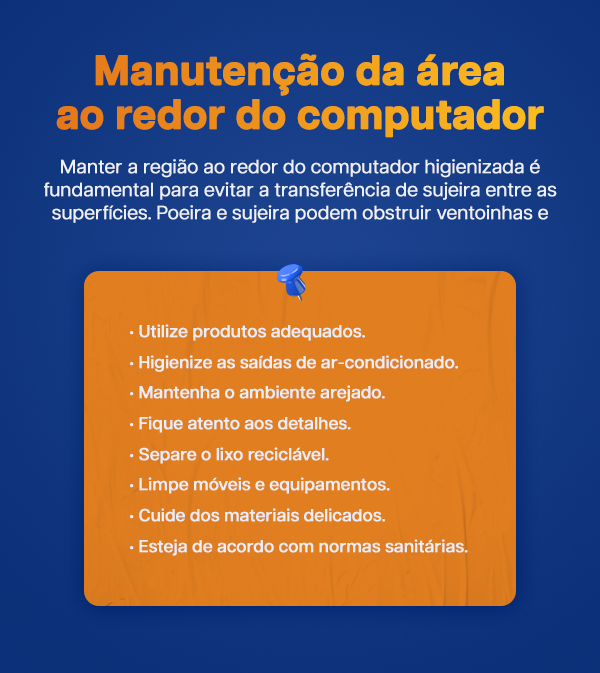 Manutenção da área
ao redor do computador
Manter a região ao redor do computador higienizada é
fundamental para evitar a transferência de sujeira entre as
superfícies. Poeira e sujeira podem obstruir ventoinhas e
• Utilize produtos adequados.
• Higienize as saídas de ar-condicionado.
• Mantenha o ambiente arejado.
• Fique atento aos detalhes.
• Separe o lixo reciclável.
• Limpe móveis e equipamentos.
• Cuide dos materiais delicados.
• Esteja de acordo com normas sanitárias.